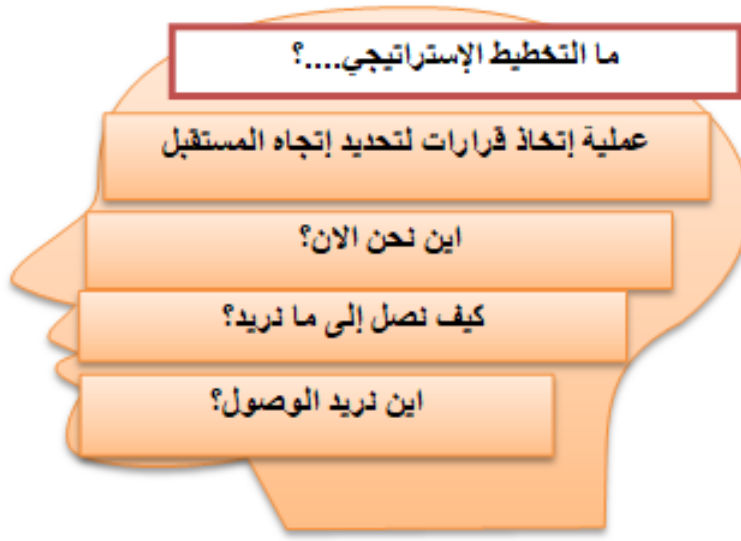 ما التخطيط الإستراتيجي....؟
عملية إتخاذ قرارات لتحديد إتجاه المستقبل
اين نحن الان؟
كيف نصل إلى ما نريد؟
اين نريد الوصول؟